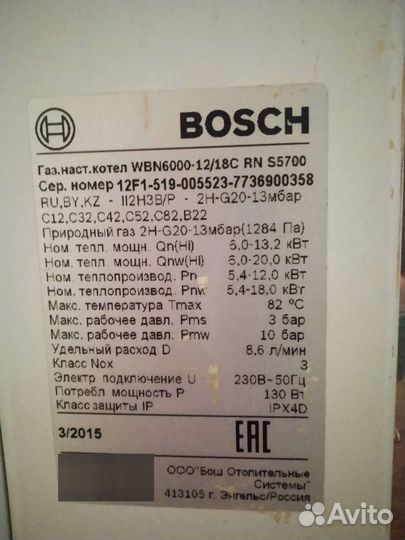 BOSCH
Газ.наст.котел WBN6000-12/18C RN S5700
Сер. номер 12F1-519-005523-7736900358
RU,BY,KZ - II2H3B/P - 2H-G20-13мбар
C12,C32,C42,C52,C82,B22
Природный газ 2H-G20-13мбар(1284 Па)
Ном. тепл. мощн. Qn(Hi) 6,0-13,2 кВт
Ном. тепл. мощн. Qnw(Hi) 6,0-20,0 кВт
Ном. теплопроизвод. Pn 5,4-12,0 кВт
Ном. теплопроизвод. Pnw 5,4-18,0 кВт
Макс. температура Tmax 82 °C
Макс. рабочее давл. Pms 3 бар
Макс. рабочее давл. Pmw 10 бар
Удельный расход D 8,6 л/мин
Класс Nox 3
Электр подключение U 230В~50Гц
Потребл мощность P 130 Вт
Класс защиты IP IPX4D
3/2015 EAC
ООО"Бош Отопительные
Системы"
413105 г. Энгельс/Россия
Avito